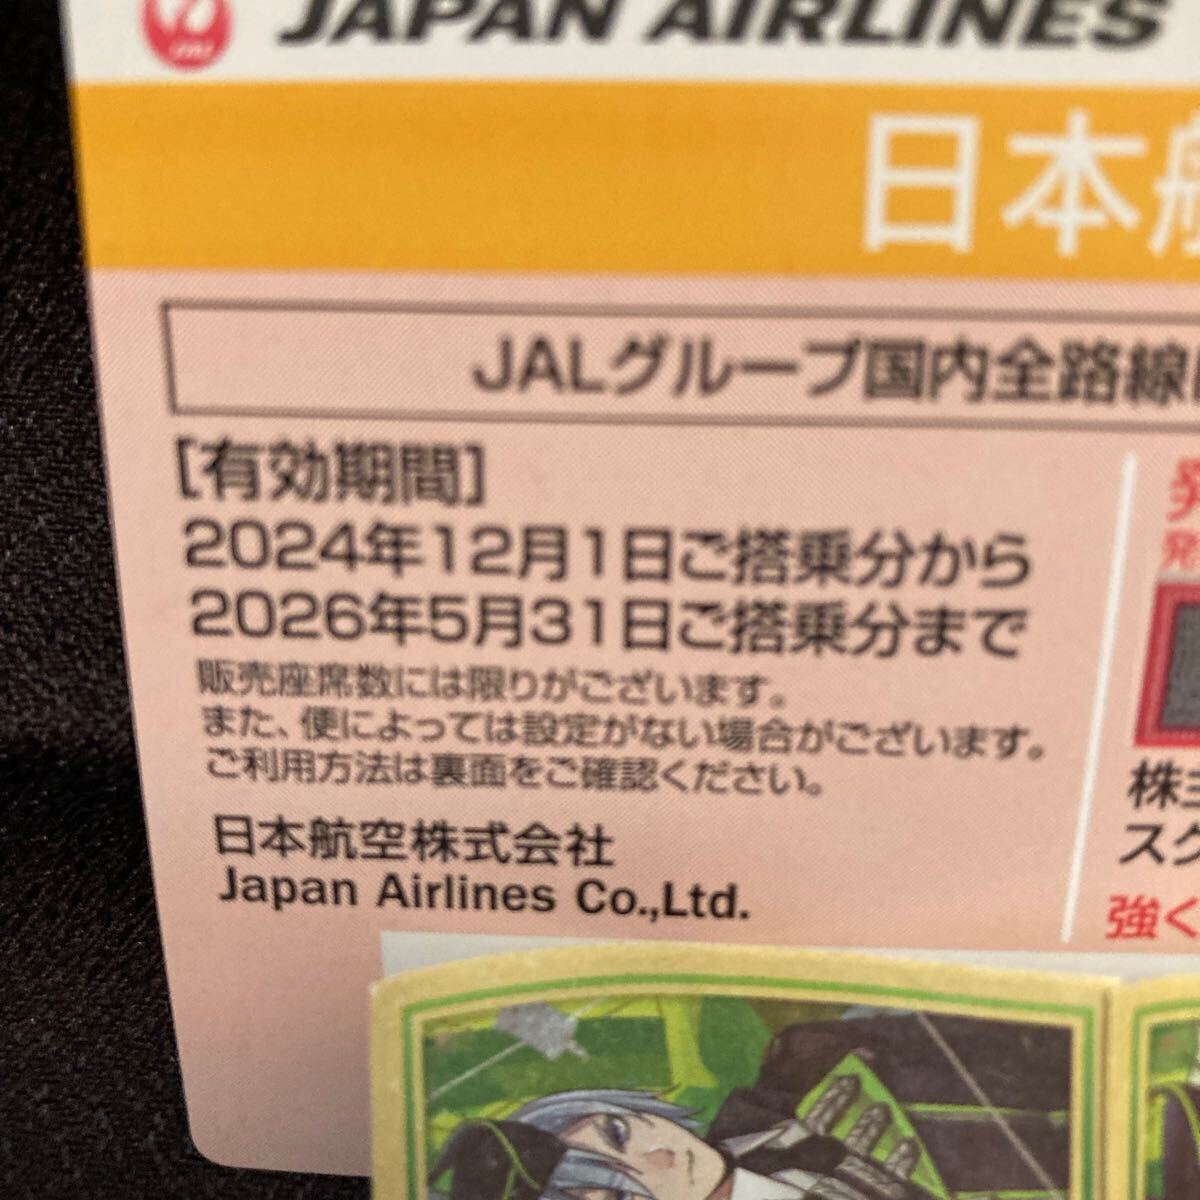 JAPAN AIRLINES
日本航
JALグループ国内全路線
[有効期間]
2024年12月1日ご搭乗分から
2026年5月31日ご搭乗分まで
販売座席数には限りがございます。
また、便によっては設定がない場合がございます。
ご利用方法は裏面をご確認ください。
日本航空株式会社
Japan Airlines Co.,Ltd.
発
株主
スク
強く